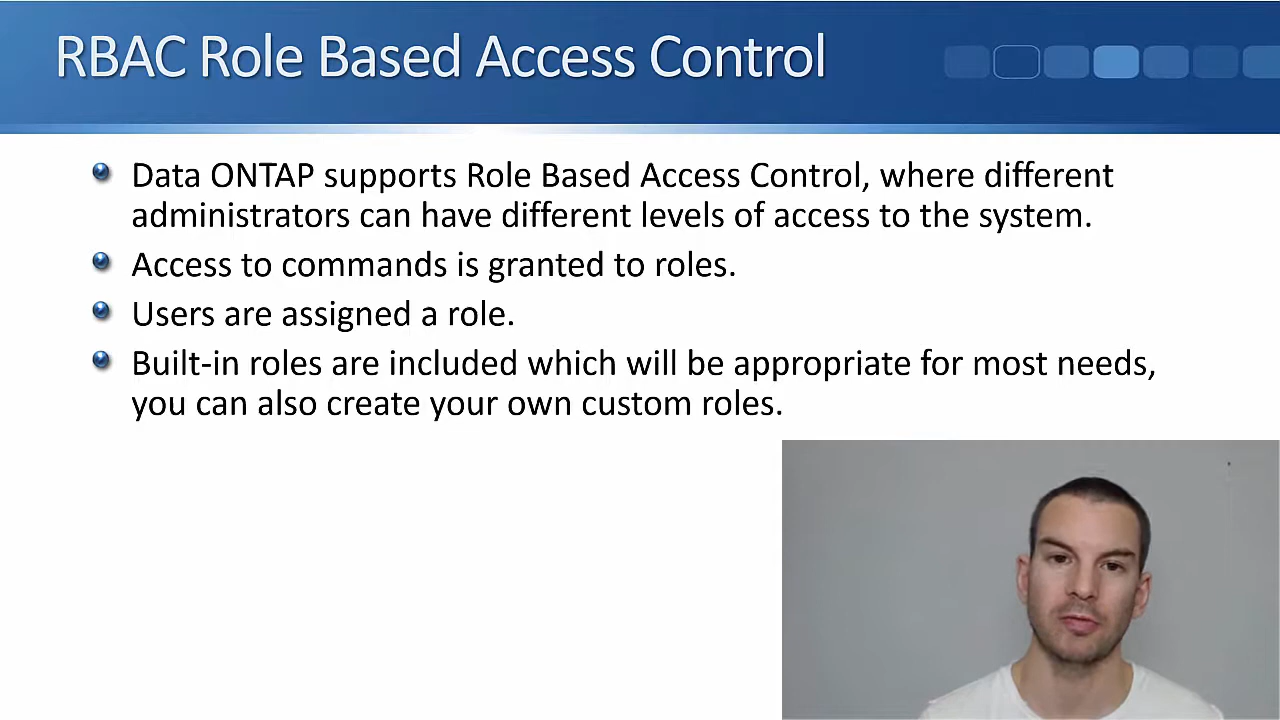 RBAC Role Based Access Control
Data ONTAP supports Role Based Access Control, where different
administrators can have different levels of access to the system.
Access to commands is granted to roles.
Users are assigned a role.
Built-in roles are included which will be appropriate for most needs,
you can also create your own custom roles.